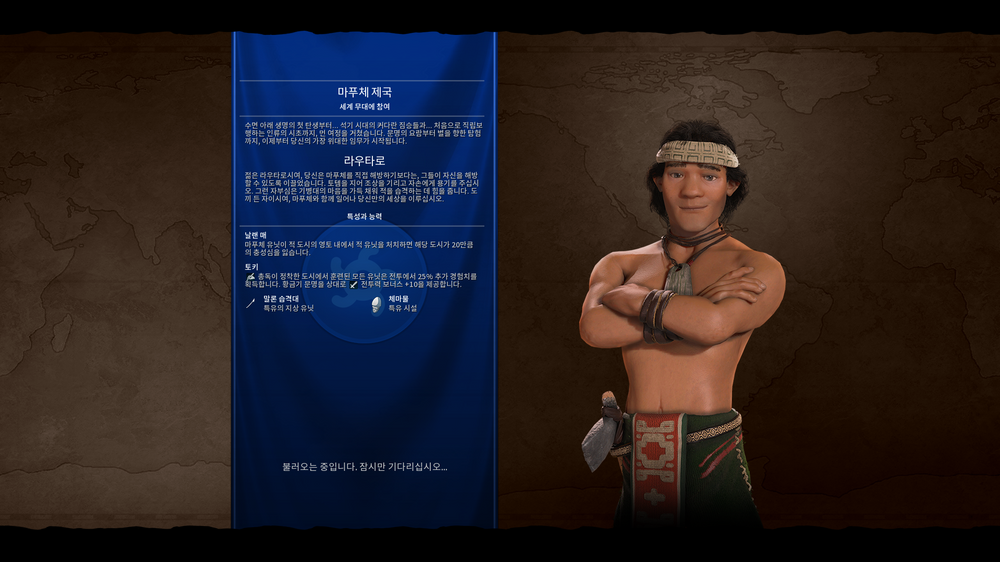 마푸체 제국
세계 무대에 참여
수면 아래 생명의 첫 탄생부터... 석기 시대의 커다란 짐승들과... 처음으로 직립보
행하는 인류의 시초까지, 먼 여정을 거쳤습니다. 문명의 요람부터 별을 향한 탐험
까지, 이제부터 당신의 가장 위대한 임무가 시작됩니다.
라우타로
젊은 라우타로시여, 당신은 마푸체를 직접 해방하기보다는, 그들이 자신을 해방
할 수 있도록 이끌었습니다. 토템을 지어 조상을 기리고 자손에게 용기를 주십시
오. 그런 자부심은 기병대의 마음을 가득 채워 적을 습격하는 데 힘을 줍니다. 도
끼 든 자이시여, 마푸체와 함께 일어나 당신만의 세상을 이루십시오.
특성과 능력
날랜 매
마푸체 유닛이 적 도시의 영토 내에서 적 유닛을 처치하면 해당 도시가 20만큼
의 충성심을 잃습니다.
토키
총독이 정착한 도시에서 훈련된 모든 유닛은 전투에서 25% 추가 경험치를
획득합니다. 황금기 문명을 상대로 전투력 보너스 +10을 제공합니다.
말론 습격대
특유의 지상 유닛
체마물
특유 시설
불러오는 중입니다. 잠시만 기다리십시오...